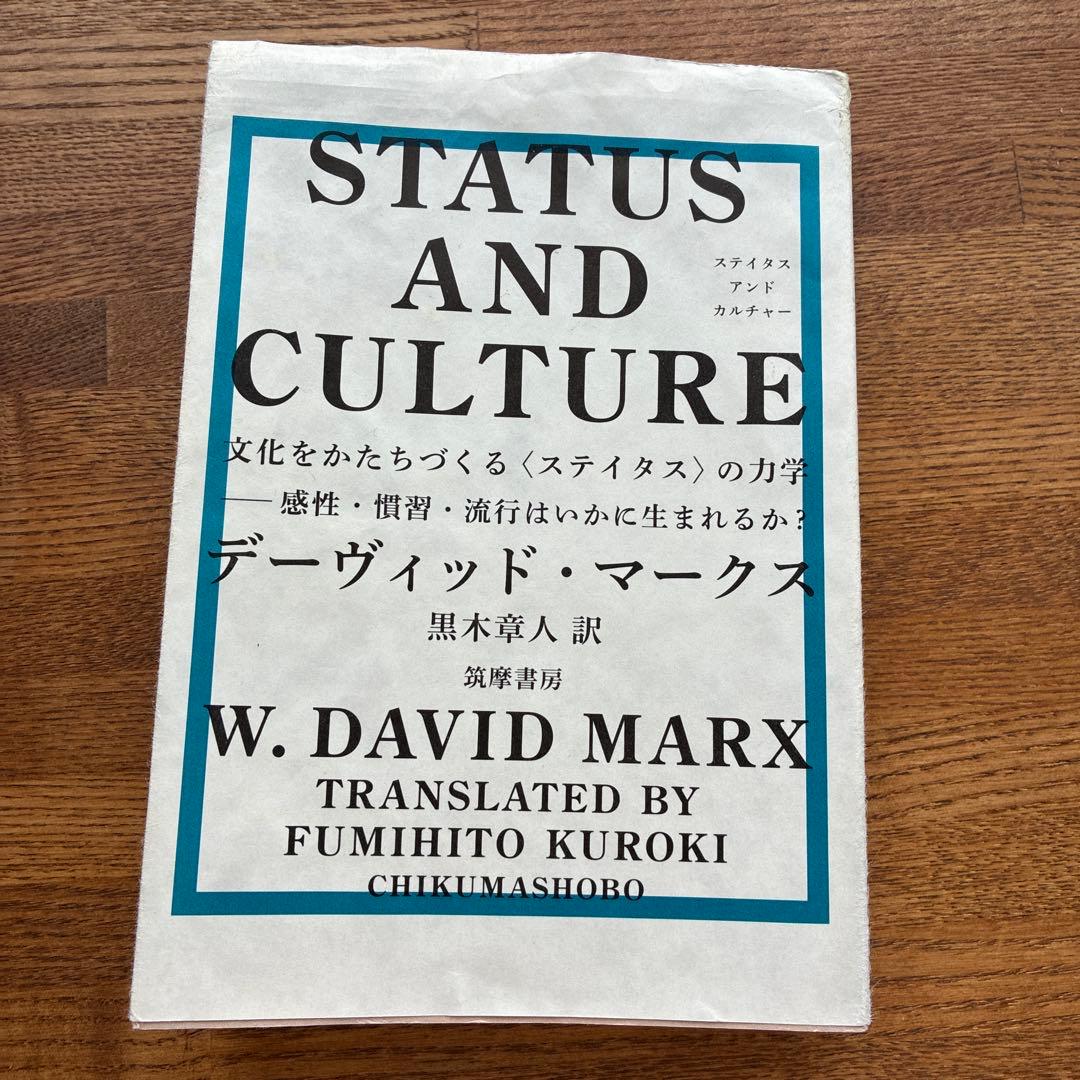 STATUS
AND
CULTURE
ステイタス
アンド
カルチャー
文化をかたちづくる〈ステイタス〉の力学
──感性・慣習・流行はいかに生まれるか?
デーヴィッド・マークス
黒木章人 訳
筑摩書房
W. DAVID MARX
TRANSLATED BY
FUMIHITO KUROKI
CHIKUMASHOBO